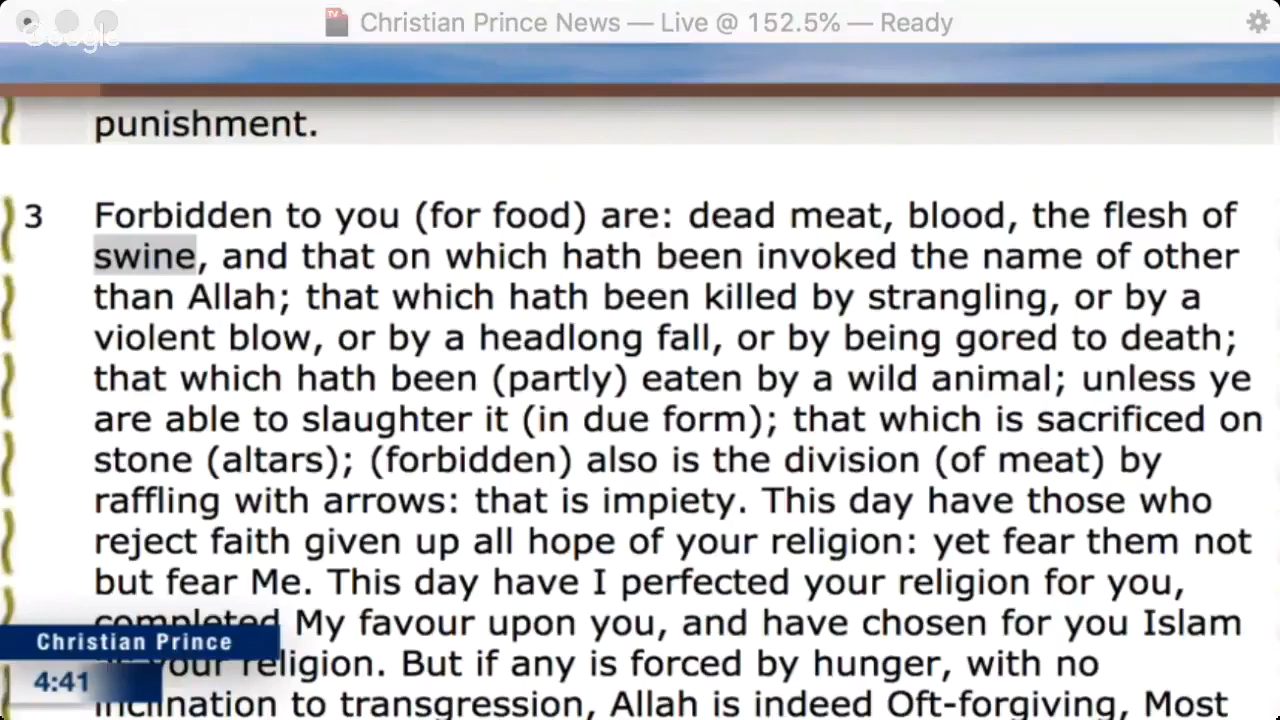 Christian Prince News — Live @ 152.5% — Ready
Google
punishment.
3 Forbidden to you (for food) are: dead meat, blood, the flesh of
swine, and that on which hath been invoked the name of other
than Allah; that which hath been killed by strangling, or by a
violent blow, or by a headlong fall, or by being gored to death;
that which hath been (partly) eaten by a wild animal; unless ye
are able to slaughter it (in due form); that which is sacrificed on
stone (altars); (forbidden) also is the division (of meat) by
raffling with arrows: that is impiety. This day have those who
reject faith given up all hope of your religion: yet fear them not
but fear Me. This day have I perfected your religion for you,
completed My favour upon you, and have chosen for you Islam
your religion. But if any is forced by hunger, with no
inclination to transgression, Allah is indeed Oft-forgiving, Most
Christian Prince
4:41